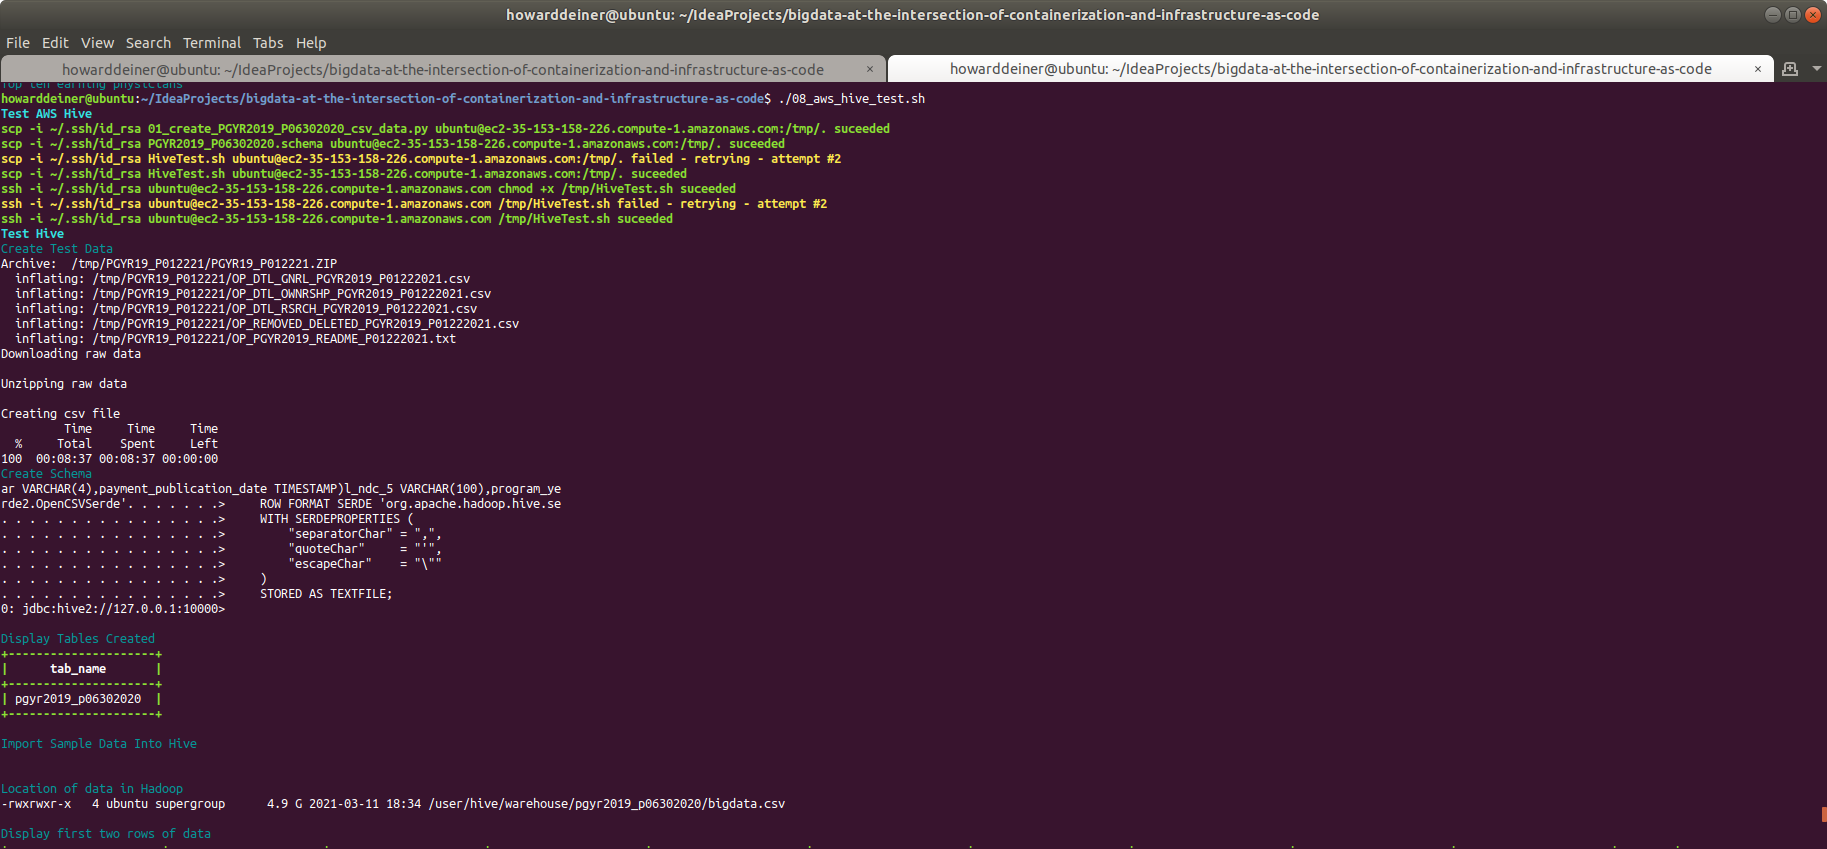 howarddeiner@ubuntu: ~/IdeaProjects/bigdata-at-the-intersection-of-containerization-and-infrastructure-as-code
File Edit View Search Terminal Tabs Help
howarddeiner@ubuntu: ~/IdeaProjects/bigdata-at-the-intersection-of-containerization-and-infrastructure-as-code × howarddeiner@ubuntu: ~/IdeaProjects/bigdata-at-the-intersection-of-containerization-and-infrastructure-as-code ×
Top ten earning physicians
howarddeiner@ubuntu:~/IdeaProjects/bigdata-at-the-intersection-of-containerization-and-infrastructure-as-code$ ./08_aws_hive_test.sh
Test AWS Hive
scp -i ~/.ssh/id_rsa 01_create_PGYR2019_P06302020_csv_data.py ubuntu@ec2-35-153-158-226.compute-1.amazonaws.com:/tmp/. suceeded
scp -i ~/.ssh/id_rsa PGYR2019_P06302020.schema ubuntu@ec2-35-153-158-226.compute-1.amazonaws.com:/tmp/. suceeded
scp -i ~/.ssh/id_rsa HiveTest.sh ubuntu@ec2-35-153-158-226.compute-1.amazonaws.com:/tmp/. failed - retrying - attempt #2
scp -i ~/.ssh/id_rsa HiveTest.sh ubuntu@ec2-35-153-158-226.compute-1.amazonaws.com:/tmp/. suceeded
ssh -i ~/.ssh/id_rsa ubuntu@ec2-35-153-158-226.compute-1.amazonaws.com chmod +x /tmp/HiveTest.sh suceeded
ssh -i ~/.ssh/id_rsa ubuntu@ec2-35-153-158-226.compute-1.amazonaws.com /tmp/HiveTest.sh failed - retrying - attempt #2
ssh -i ~/.ssh/id_rsa ubuntu@ec2-35-153-158-226.compute-1.amazonaws.com /tmp/HiveTest.sh suceeded
Test Hive
Create Test Data
Archive:  /tmp/PGYR19_P012221/PGYR19_P012221.ZIP
  inflating: /tmp/PGYR19_P012221/OP_DTL_GNRL_PGYR2019_P01222021.csv
  inflating: /tmp/PGYR19_P012221/OP_DTL_OWNRSHP_PGYR2019_P01222021.csv
  inflating: /tmp/PGYR19_P012221/OP_DTL_RSRCH_PGYR2019_P01222021.csv
  inflating: /tmp/PGYR19_P012221/OP_REMOVED_DELETED_PGYR2019_P01222021.csv
  inflating: /tmp/PGYR19_P012221/OP_PGYR2019_README_P01222021.txt
Downloading raw data
Unzipping raw data
Creating csv file
         Time     Time     Time
  %     Total    Spent     Left
100  00:08:37 00:08:37 00:00:00
Create Schema
ar VARCHAR(4),payment_publication_date TIMESTAMP)l_ndc_5 VARCHAR(100),program_ye
rde2.OpenCSVSerde'. . . . . . .>     ROW FORMAT SERDE 'org.apache.hadoop.hive.se
. . . . . . . . . . . . . . . .>     WITH SERDEPROPERTIES (
. . . . . . . . . . . . . . . .>         "separatorChar" = ",",
. . . . . . . . . . . . . . . .>         "quoteChar"     = "'",
. . . . . . . . . . . . . . . .>         "escapeChar"    = "\""
. . . . . . . . . . . . . . . .>     )
. . . . . . . . . . . . . . . .>     STORED AS TEXTFILE;
0: jdbc:hive2://127.0.0.1:10000>
Display Tables Created
+---------------------+
|      tab_name       |
+---------------------+
| pgyr2019_p06302020  |
+---------------------+
Import Sample Data Into Hive
Location of data in Hadoop
-rwxrwxr-x   4 ubuntu supergroup      4.9 G 2021-03-11 18:34 /user/hive/warehouse/pgyr2019_p06302020/bigdata.csv
Display first two rows of data